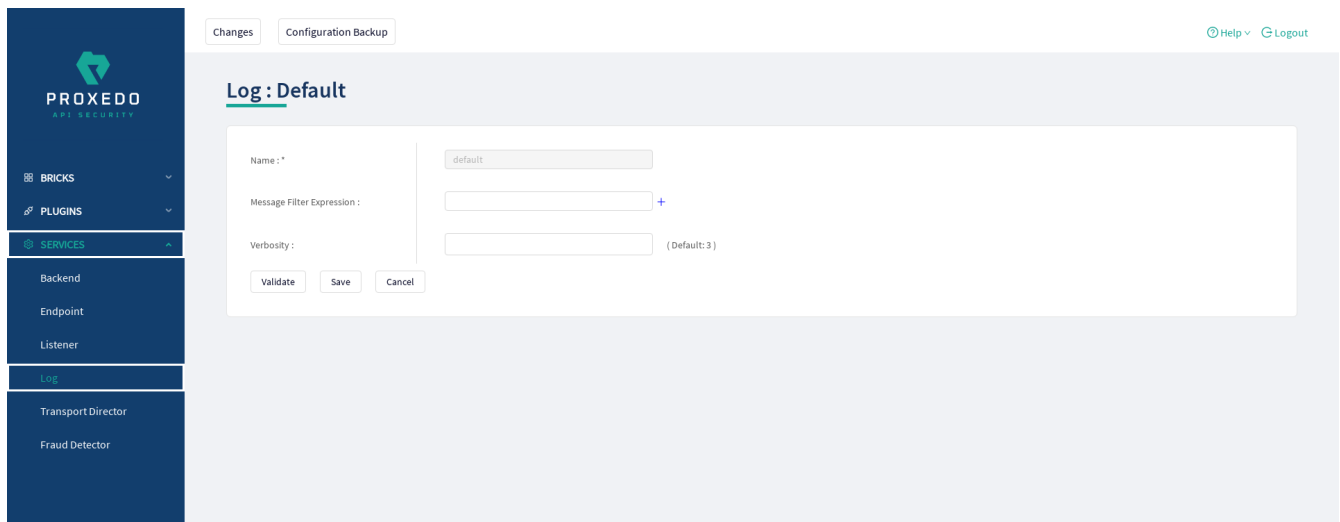 Changes
Configuration Backup
Help
Logout
PROXEDO
API SECURITY
BRICKS
PLUGINS
SERVICES
Backend
Endpoint
Listener
Log
Transport Director
Fraud Detector
Log : Default
Name : *
default
Message Filter Expression :
+
Verbosity :
( Default: 3 )
Validate
Save
Cancel